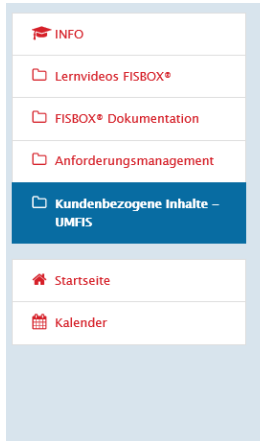 INFO
Lernvideos FISBOX®
FISBOX® Dokumentation
Anforderungsmanagement
Kundenbezogene Inhalte –
UMFIS
Startseite
Kalender